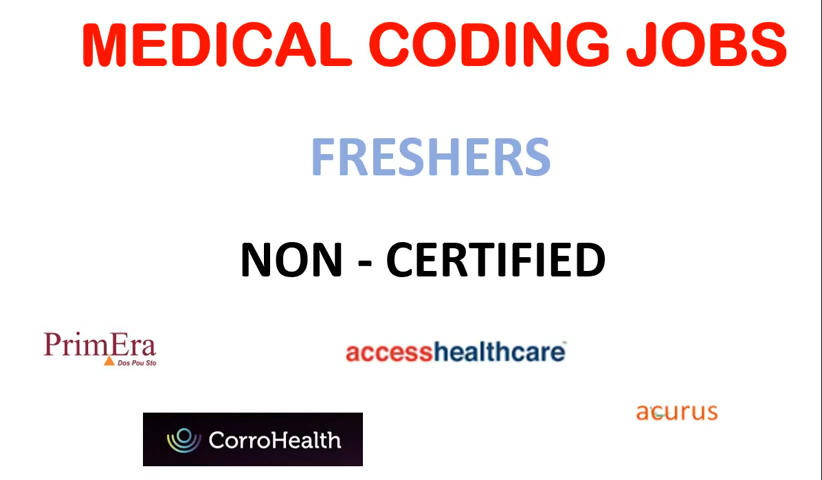 MEDICAL CODING JOBS
FRESHERS
NON - CERTIFIED
PrimEra
Dos Pou Sto
accesshealthcare
acurus
CorroHealth